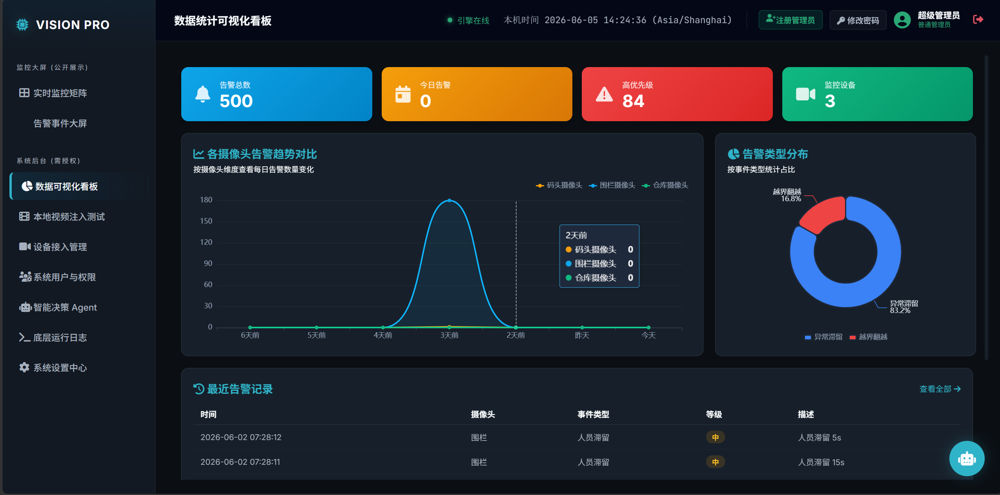 VISION PRO
监控大屏 (公开展示)
实时监控矩阵
告警事件大屏
系统后台 (需授权)
数据可视化看板
本地视频注入测试
设备接入管理
系统用户与权限
智能决策 Agent
底层运行日志
系统设置中心
数据统计可视化看板
引擎在线
本机时间 2026-06-05 14:24:36 (Asia/Shanghai)
注册管理员
修改密码
超级管理员
普通管理员
告警总数
500
今日告警
0
高优先级
84
监控设备
3
各摄像头告警趋势对比
按摄像头维度查看每日告警数量变化
码头摄像头 围栏摄像头 仓库摄像头
180
150
120
90
60
30
0
6天前 5天前 4天前 3天前 2天前 昨天 今天
2天前
码头摄像头 0
围栏摄像头 0
仓库摄像头 0
告警类型分布
按事件类型统计占比
越界翻越
16.8%
异常滞留
83.2%
异常滞留 越界翻越
最近告警记录
查看全部
时间 摄像头 事件类型 等级 描述
2026-06-02 07:28:12 围栏 人员滞留 中 人员滞留 5s
2026-06-02 07:28:11 围栏 人员滞留 中 人员滞留 15s